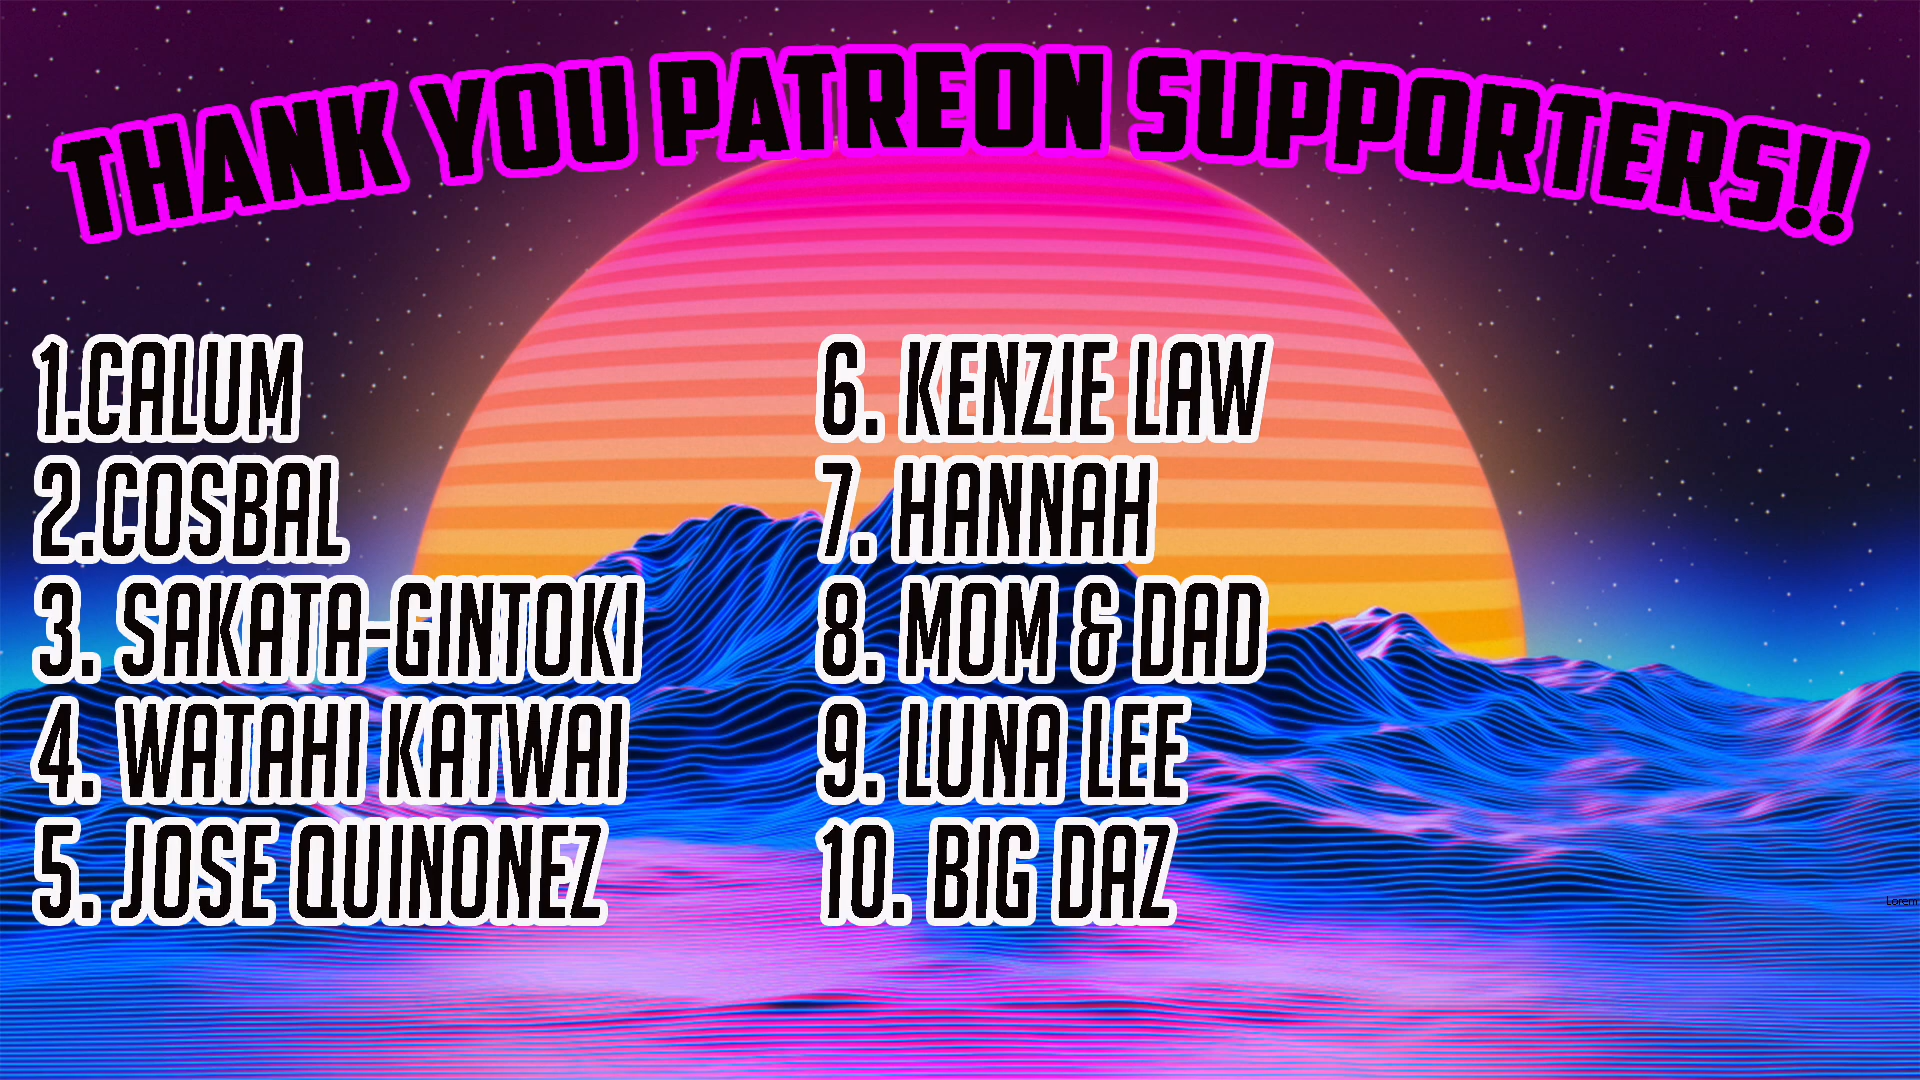 THANK YOU PATREON SUPPORTERS!!
1.CALUM
2.COSBAL
3. SAKATA-GINTOKI
4. WATAHI KATWAI
5. JOSE QUINONEZ
6. KENZIE LAW
7. HANNAH
8. MOM & DAD
9. LUNA LEE
10. BIG DAZ
Lorem